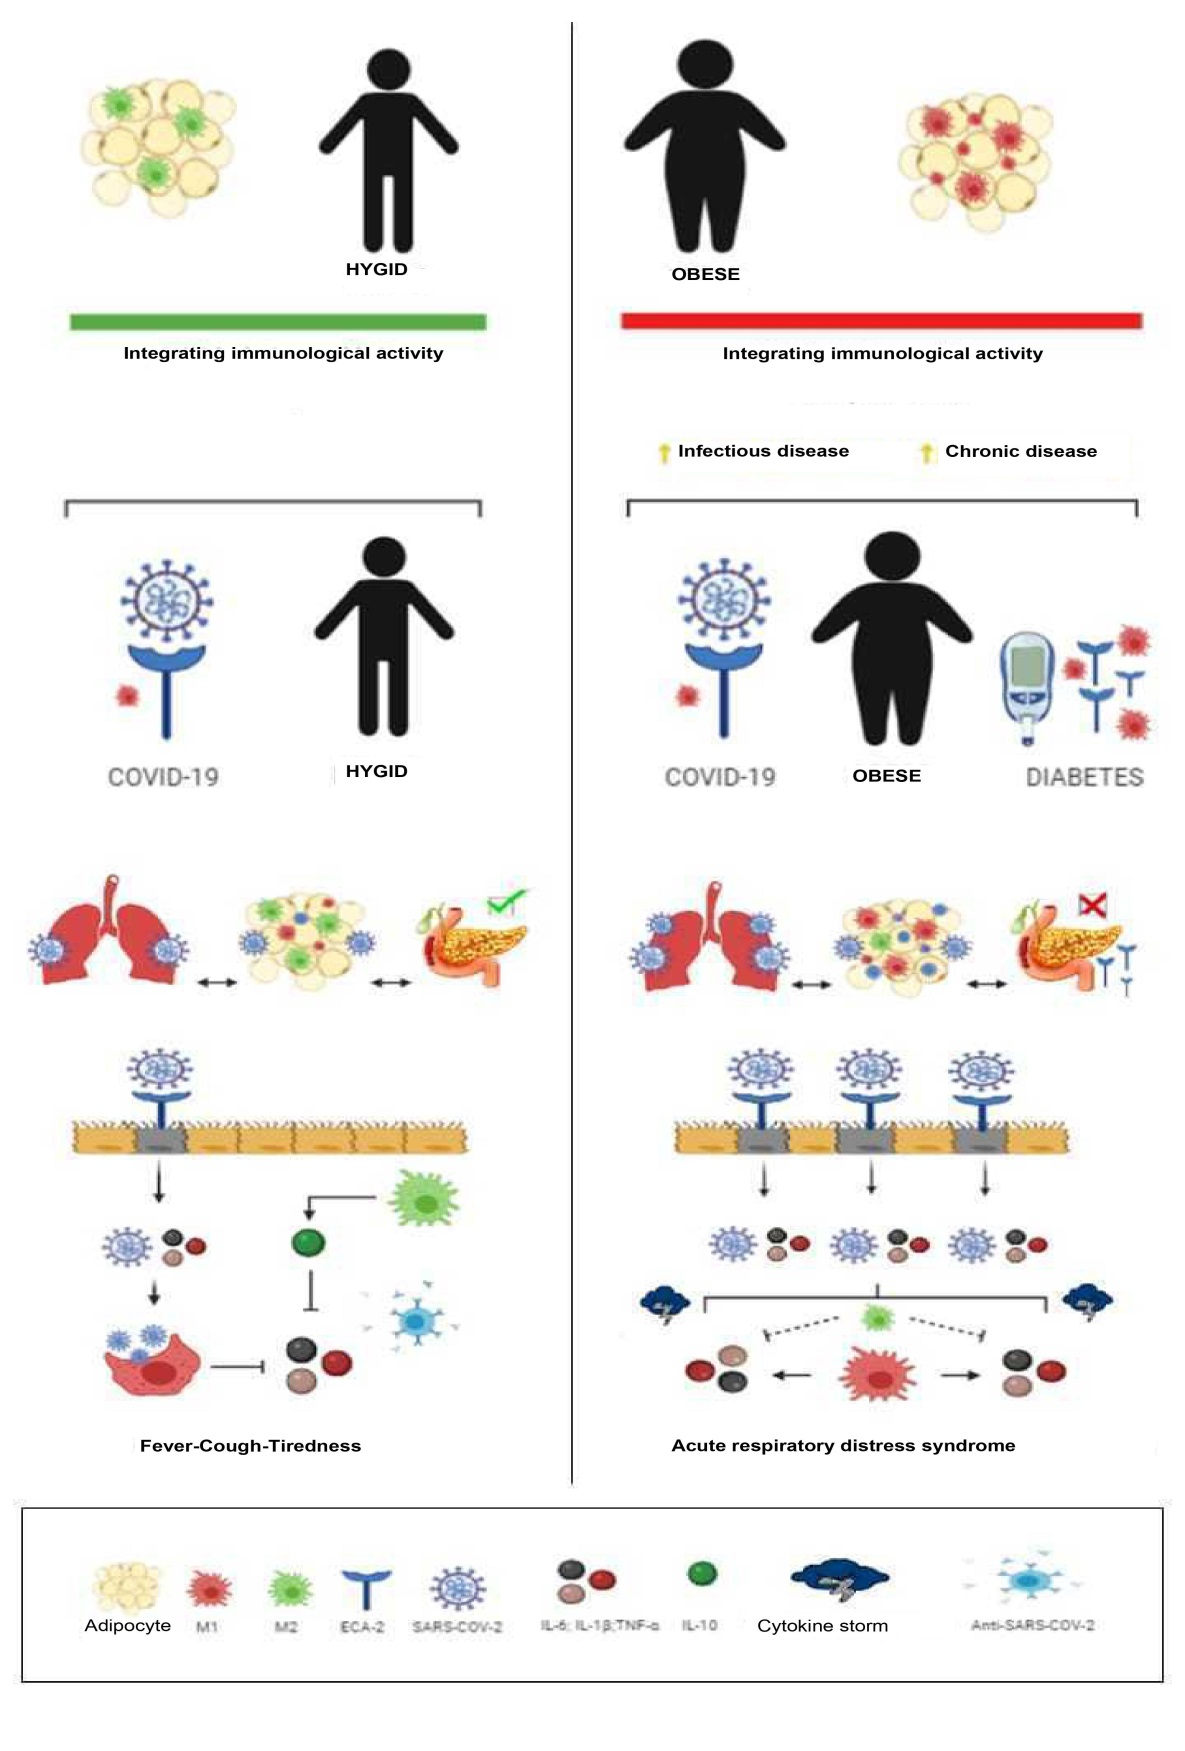 HYGID
OBESE
Integrating immunological activity
Integrating immunological activity
Infectious disease
Chronic disease
COVID-19
HYGID
COVID-19
OBESE
DIABETES
Fever-Cough-Tiredness
Acute respiratory distress syndrome
Adipocyte
M1
M2
ECA-2
SARS-COV-2
IL-6; IL-1β;TNF-α
IL-10
Cytokine storm
Anti-SARS-COV-2